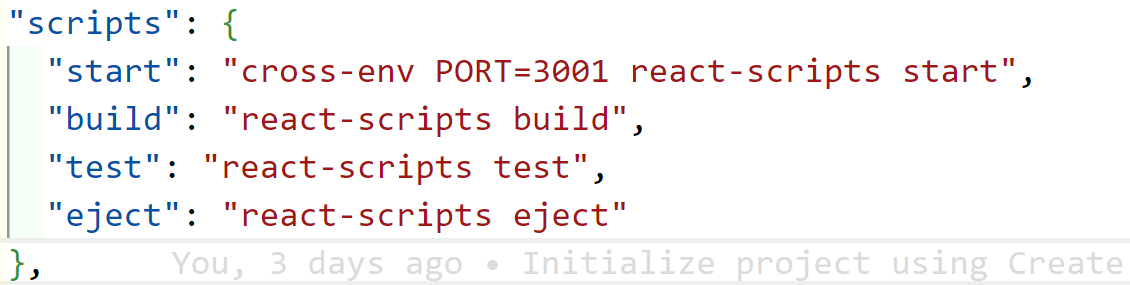 "scripts": {
"start": "cross-env PORT=3001 react-scripts start",
"build": "react-scripts build",
"test": "react-scripts test",
"eject": "react-scripts eject"
}, You, 3 days ago • Initialize project using Create